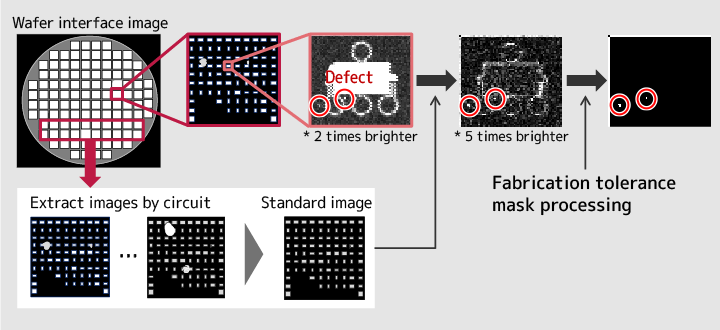 Wafer interface image
Defect
* 2 times brighter
* 5 times brighter
Fabrication tolerance
mask processing
Extract images by circuit
Standard image
...